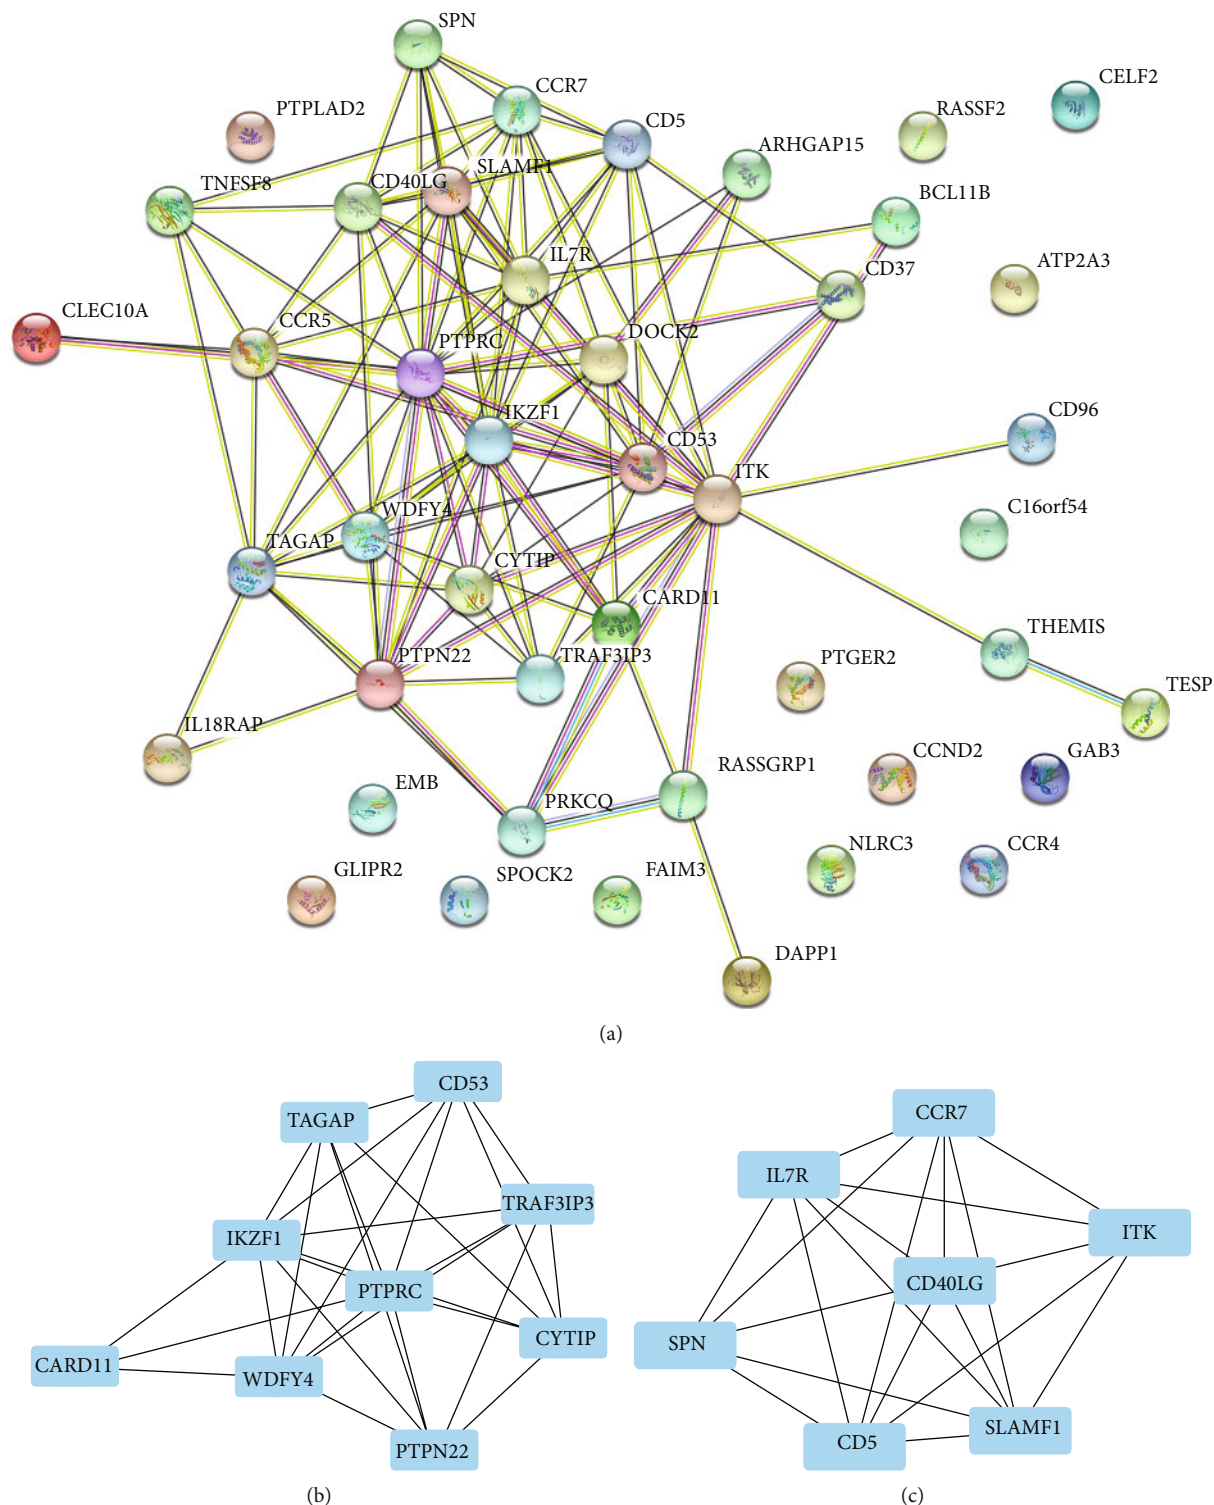 SPN
CCR7
CELF2
PTPLAD2
RASSF2
CD5
ARHGAP15
SLAMF1
TNFSF8
CD40LG
BCL11B
IL7R
ATP2A3
CD37
CLEC10A
CCR5
DOCK2
PTPRC
IKZF1
CD96
CD53
ITK
C16orf54
WDFY4
TAGAP
CYTIP
CARD11
THEMIS
PTPN22
TRAF3IP3
PTGER2
TESP
IL18RAP
CCND2
GAB3
RASSGRP1
EMB
PRKCQ
NLRC3
CCR4
GLIPR2
SPOCK2
FAIM3
DAPP1
(a)
CD53
TAGAP
TRAF3IP3
IKZF1
PTPRC
CYTIP
CARD11
WDFY4
PTPN22
(b)
CCR7
IL7R
ITK
CD40LG
SPN
SLAMF1
CD5
(c)